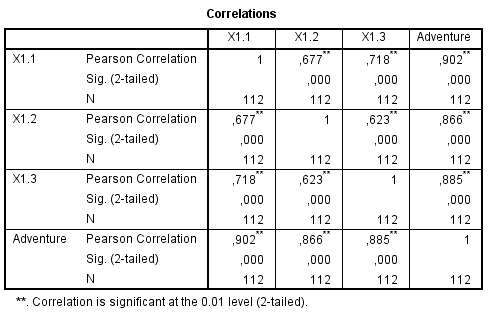 Correlations
X1.1 X1.2 X1.3 Adventure
X1.1 Pearson Correlation 1 ,677** ,718** ,902**
Sig. (2-tailed) ,000 ,000 ,000
N 112 112 112 112
X1.2 Pearson Correlation ,677** 1 ,623** ,866**
Sig. (2-tailed) ,000 ,000 ,000
N 112 112 112 112
X1.3 Pearson Correlation ,718** ,623** 1 ,885**
Sig. (2-tailed) ,000 ,000 ,000
N 112 112 112 112
Adventure Pearson Correlation ,902** ,866** ,885** 1
Sig. (2-tailed) ,000 ,000 ,000
N 112 112 112 112
**. Correlation is significant at the 0.01 level (2-tailed).